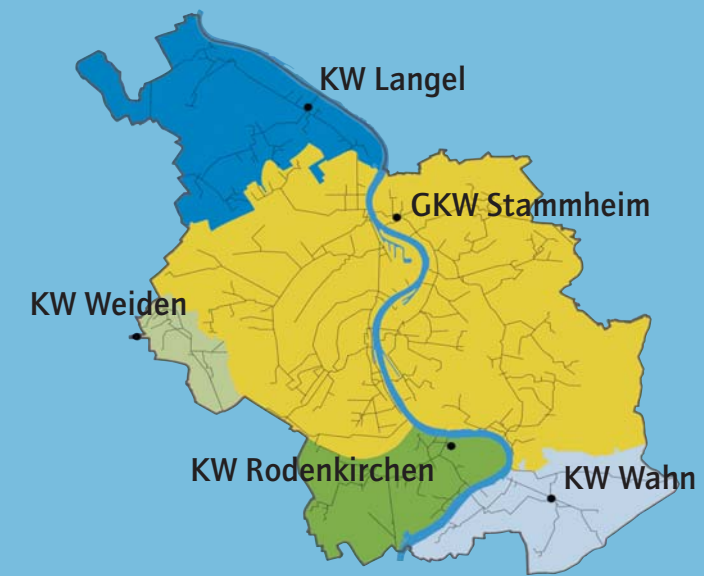 KW Langel
GKW Stammheim
KW Weiden
KW Rodenkirchen
KW Wahn